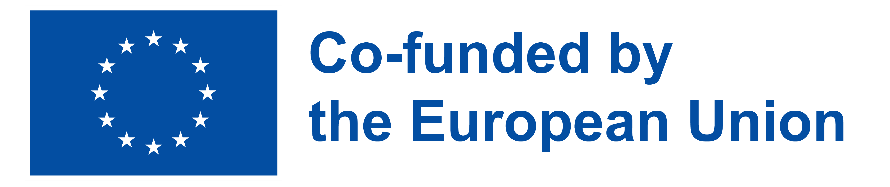 Co-funded by
the European Union